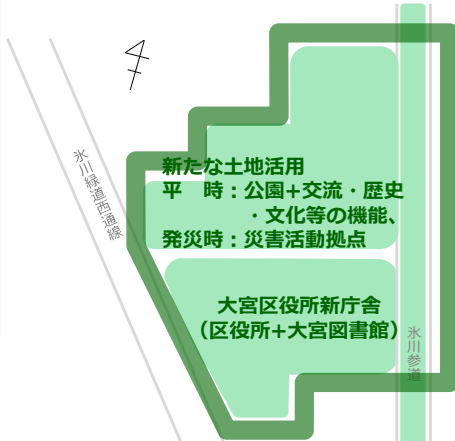 新たな土地活用
平　時：公園+交流・歴史
・文化等の機能、
発災時：災害活動拠点
大宮区役所新庁舎
（区役所+大宮図書館）
氷川緑道西通線
氷川参道